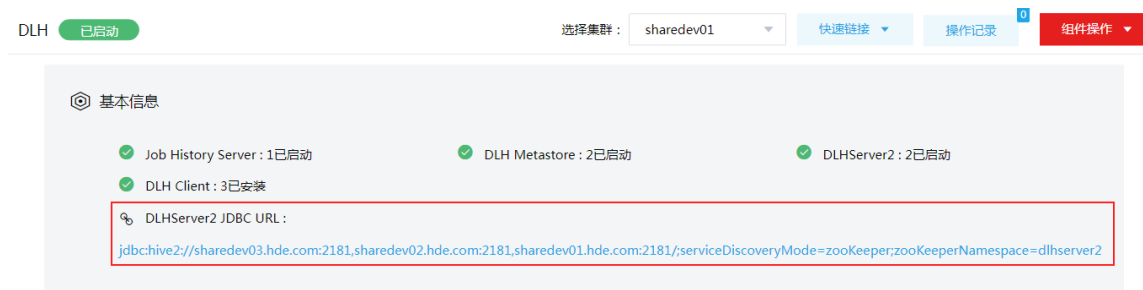 DLH 已启动 选择集群： sharedev01 快速链接 操作记录 0 组件操作
基本信息
Job History Server : 1已启动 DLH Metastore : 2已启动 DLHServer2 : 2已启动
DLH Client : 3已安装
DLHServer2 JDBC URL :
jdbc:hive2://sharedev03.hde.com:2181,sharedev02.hde.com:2181,sharedev01.hde.com:2181/;serviceDiscoveryMode=zooKeeper;zooKeeperNamespace=dlhserver2